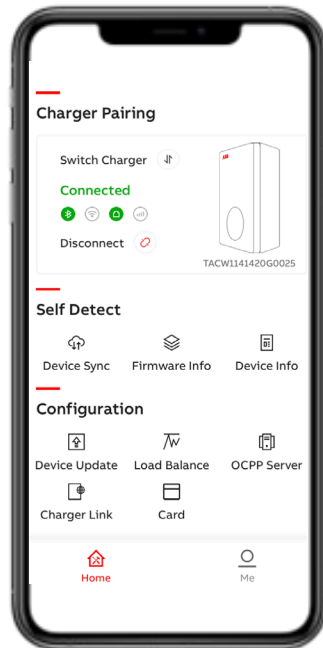 Charger Pairing
Switch Charger
Connected
Disconnect
TACW1141420G0025
Self Detect
Device Sync Firmware Info Device Info
Configuration
Device Update Load Balance OCPP Server
Charger Link Card
Home Me